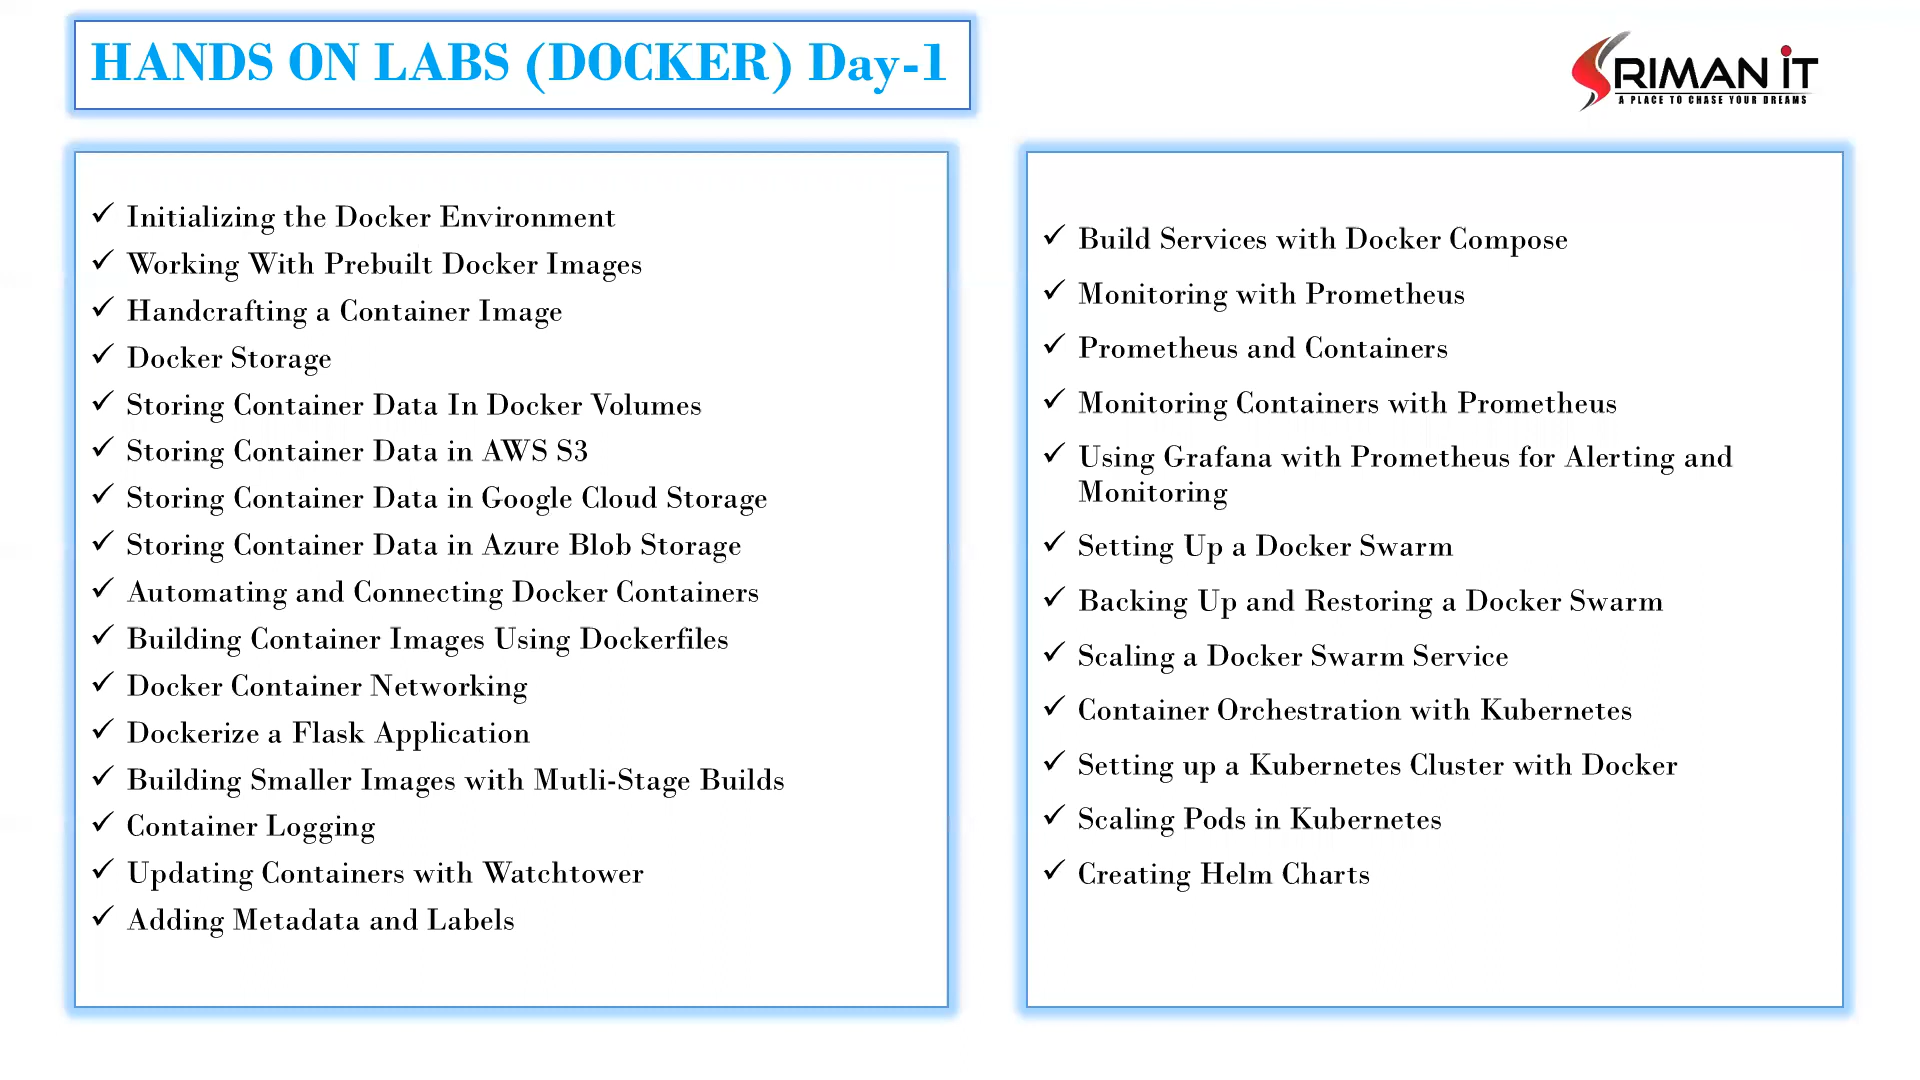 HANDS ON LABS (DOCKER) Day-1
SRIMAN IT
A PLACE TO CHASE YOUR DREAMS
✓ Initializing the Docker Environment
✓ Working With Prebuilt Docker Images
✓ Handcrafting a Container Image
✓ Docker Storage
✓ Storing Container Data In Docker Volumes
✓ Storing Container Data in AWS S3
✓ Storing Container Data in Google Cloud Storage
✓ Storing Container Data in Azure Blob Storage
✓ Automating and Connecting Docker Containers
✓ Building Container Images Using Dockerfiles
✓ Docker Container Networking
✓ Dockerize a Flask Application
✓ Building Smaller Images with Mutli-Stage Builds
✓ Container Logging
✓ Updating Containers with Watchtower
✓ Adding Metadata and Labels
✓ Build Services with Docker Compose
✓ Monitoring with Prometheus
✓ Prometheus and Containers
✓ Monitoring Containers with Prometheus
✓ Using Grafana with Prometheus for Alerting and
Monitoring
✓ Setting Up a Docker Swarm
✓ Backing Up and Restoring a Docker Swarm
✓ Scaling a Docker Swarm Service
✓ Container Orchestration with Kubernetes
✓ Setting up a Kubernetes Cluster with Docker
✓ Scaling Pods in Kubernetes
✓ Creating Helm Charts